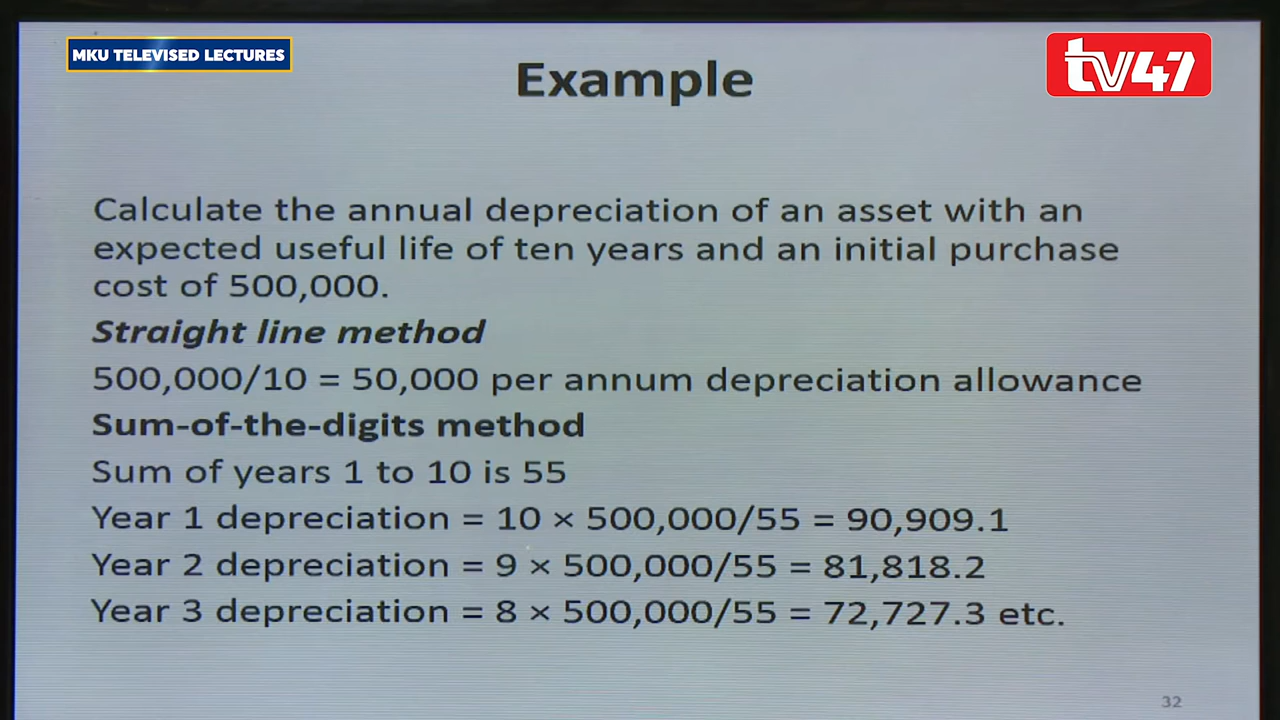 MKU TELEVISED LECTURES
tv47
Example
Calculate the annual depreciation of an asset with an
expected useful life of ten years and an initial purchase
cost of 500,000.
Straight line method
500,000/10 = 50,000 per annum depreciation allowance
Sum-of-the-digits method
Sum of years 1 to 10 is 55
Year 1 depreciation = 10 × 500,000/55 = 90,909.1
Year 2 depreciation = 9 × 500,000/55 = 81,818.2
Year 3 depreciation = 8 × 500,000/55 = 72,727.3 etc.
32